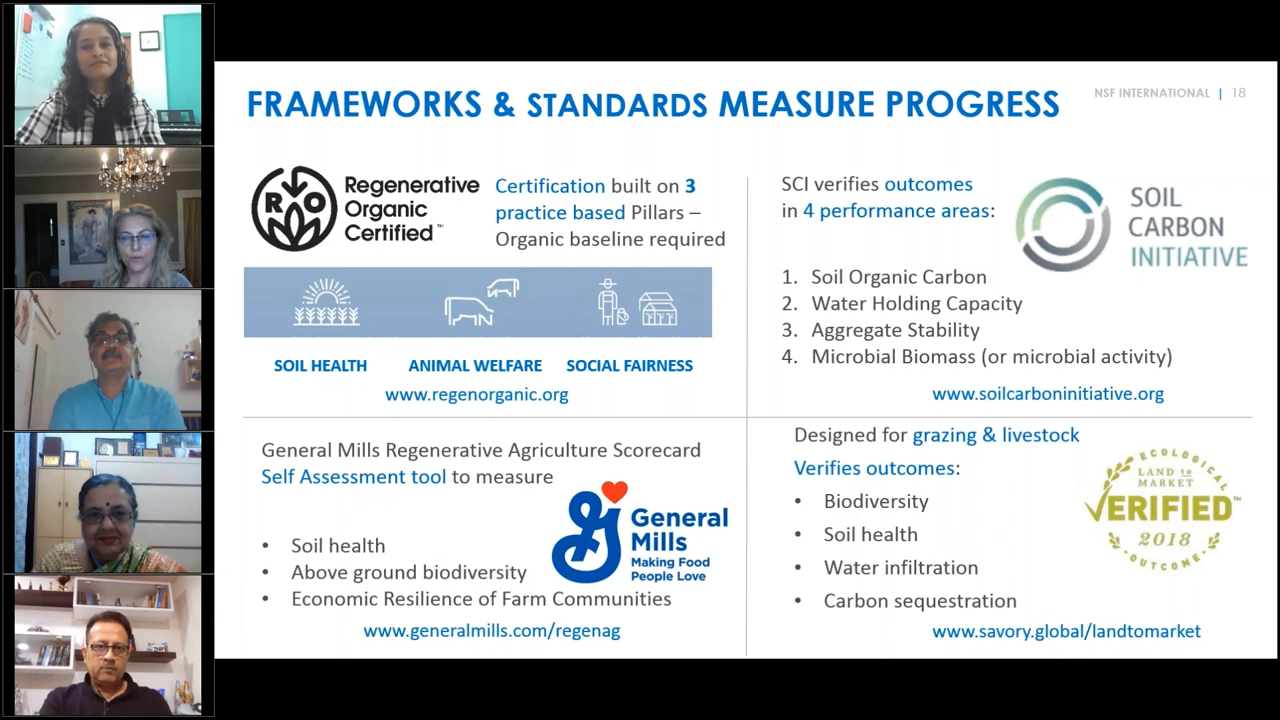 FRAMEWORKS & STANDARDS MEASURE PROGRESS
NSF INTERNATIONAL | 18
Regenerative
Organic
Certified™
R O
Certification built on 3
practice based Pillars –
Organic baseline required
SOIL HEALTH
ANIMAL WELFARE
SOCIAL FAIRNESS
www.regenorganic.org
SCI verifies outcomes
in 4 performance areas:
SOIL
CARBON
INITIATIVE
1. Soil Organic Carbon
2. Water Holding Capacity
3. Aggregate Stability
4. Microbial Biomass (or microbial activity)
www.soilcarboninitiative.org
General Mills Regenerative Agriculture Scorecard
Self Assessment tool to measure
General
Mills
Making Food
People Love
• Soil health
• Above ground biodiversity
• Economic Resilience of Farm Communities
www.generalmills.com/regenag
Designed for grazing & livestock
Verifies outcomes:
• Biodiversity
• Soil health
• Water infiltration
• Carbon sequestration
ECOLOGICAL
LAND to
MARKET
VERIFIED™
2018
OUTCOME
www.savory.global/landtomarket